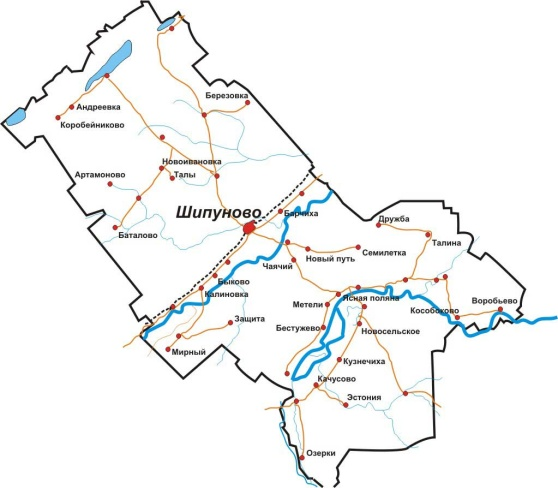 Березовка
Андреевка
Коробейниково
Новоивановка
Талы
Артамоново
Шипуново
Барчиха
Баталово
Дружба
Талина
Семилетка
Новый путь
Чаячий
Быково
Калиновка
Ясная поляна
Воробьево
Метели
Кособоково
Защита
Бестужево
Новосельское
Мирный
Кузнечиха
Качусово
Эстония
Озерки